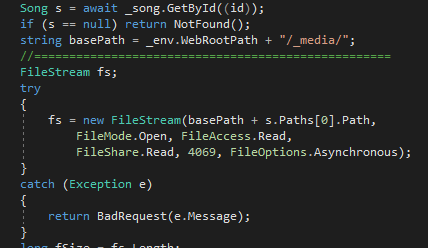 Song s = await _song.GetById((id));
if (s == null) return NotFound();
string basePath = _env.WebRootPath + "/_media/";
//==================================================
FileStream fs;
try
{
fs = new FileStream(basePath + s.Paths[0].Path,
FileMode.Open, FileAccess.Read,
FileShare.Read, 4069, FileOptions.Asynchronous);
}
catch (Exception e)
{
return BadRequest(e.Message);
}
long fSize = fs.Length;